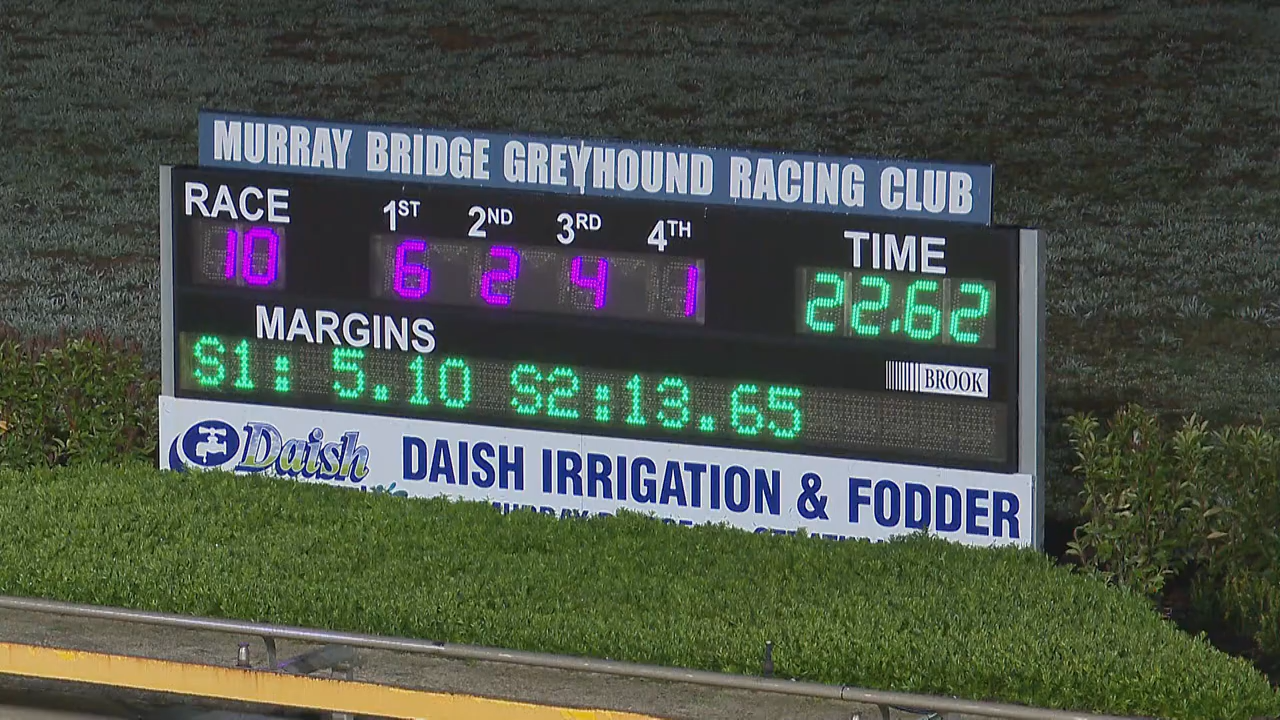 MURRAY BRIDGE GREYHOUND RACING CLUB
RACE 1ST 2ND 3RD 4TH TIME
10 6 2 4 1 22.62
MARGINS
S1: 5.10 S2:13.65
BROOK
Daish DAISH IRRIGATION & FODDER
MURRAY